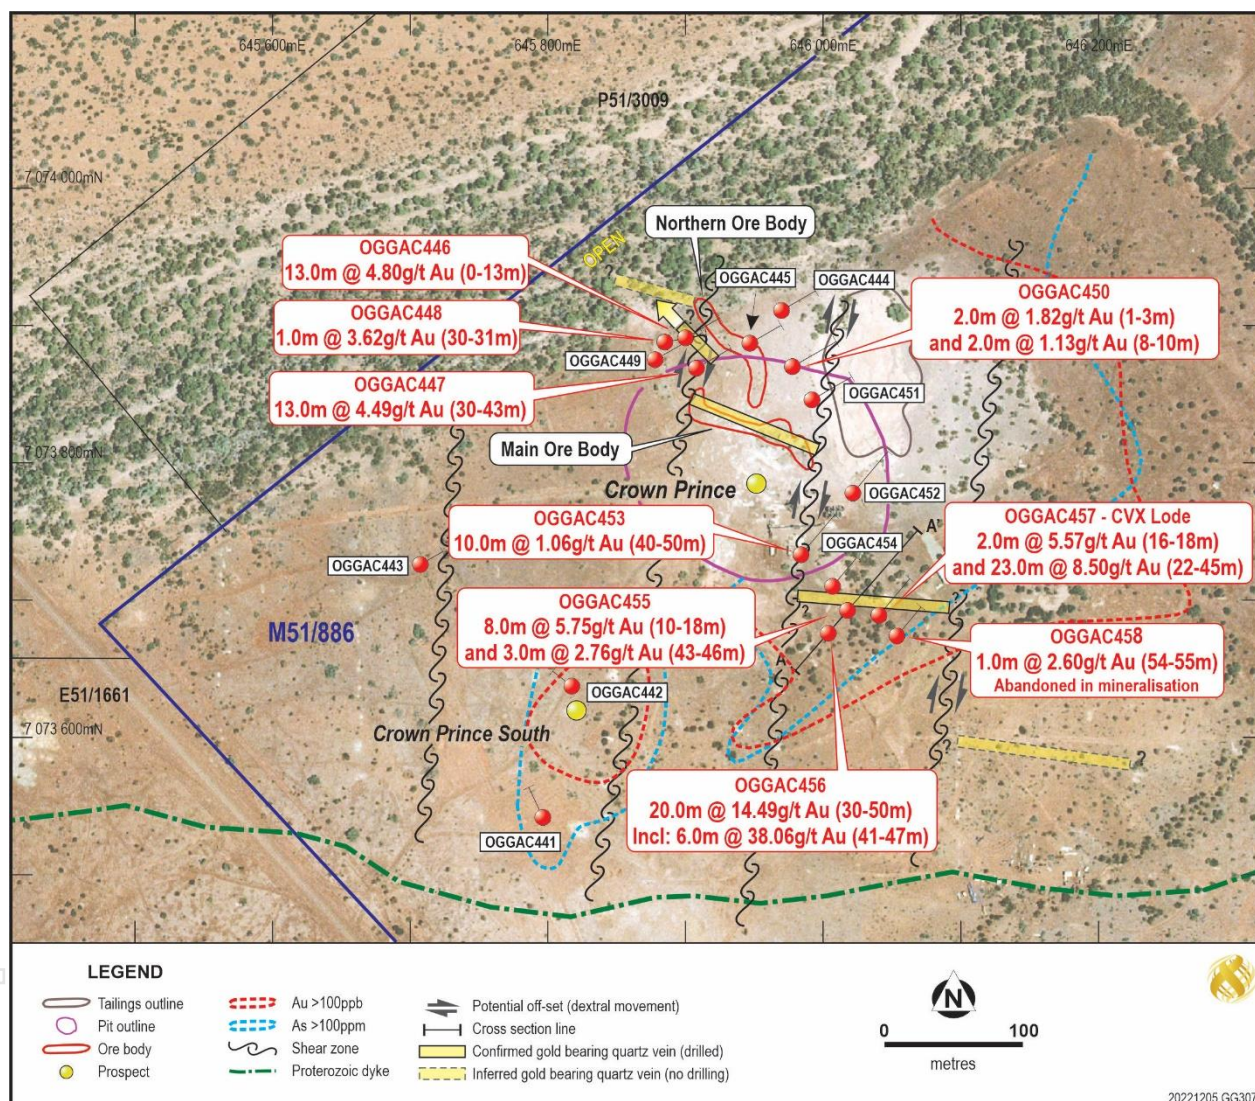 645 600mE
645 800mE
646 000mE
646 200mE
P51/3009
7 074 000mN
Northern Ore Body
OPEN
?
OGGAC446
13.0m @ 4.80g/t Au (0-13m)
OGGAC445
OGGAC444
OGGAC450
2.0m @ 1.82g/t Au (1-3m)
and 2.0m @ 1.13g/t Au (8-10m)
?
OGGAC448
1.0m @ 3.62g/t Au (30-31m)
OGGAC449
OGGAC447
13.0m @ 4.49g/t Au (30-43m)
OGGAC451
Main Ore Body
7 073 800mN
Crown Prince
OGGAC452
OGGAC453
10.0m @ 1.06g/t Au (40-50m)
OGGAC454
A'
OGGAC457 - CVX Lode
2.0m @ 5.57g/t Au (16-18m)
and 23.0m @ 8.50g/t Au (22-45m)
OGGAC443
OGGAC455
8.0m @ 5.75g/t Au (10-18m)
and 3.0m @ 2.76g/t Au (43-46m)
?
?
M51/886
OGGAC458
1.0m @ 2.60g/t Au (54-55m)
Abandoned in mineralisation
A
E51/1661
OGGAC442
7 073 600mN
Crown Prince South
?
?
OGGAC456
20.0m @ 14.49g/t Au (30-50m)
Incl: 6.0m @ 38.06g/t Au (41-47m)
OGGAC441
LEGEND
Tailings outline
Pit outline
Ore body
Prospect
Au >100ppb
As >100ppm
Shear zone
Proterozoic dyke
Potential off-set (dextral movement)
Cross section line
Confirmed gold bearing quartz vein (drilled)
Inferred gold bearing quartz vein (no drilling)
N
0 100
metres
20221205 GG307